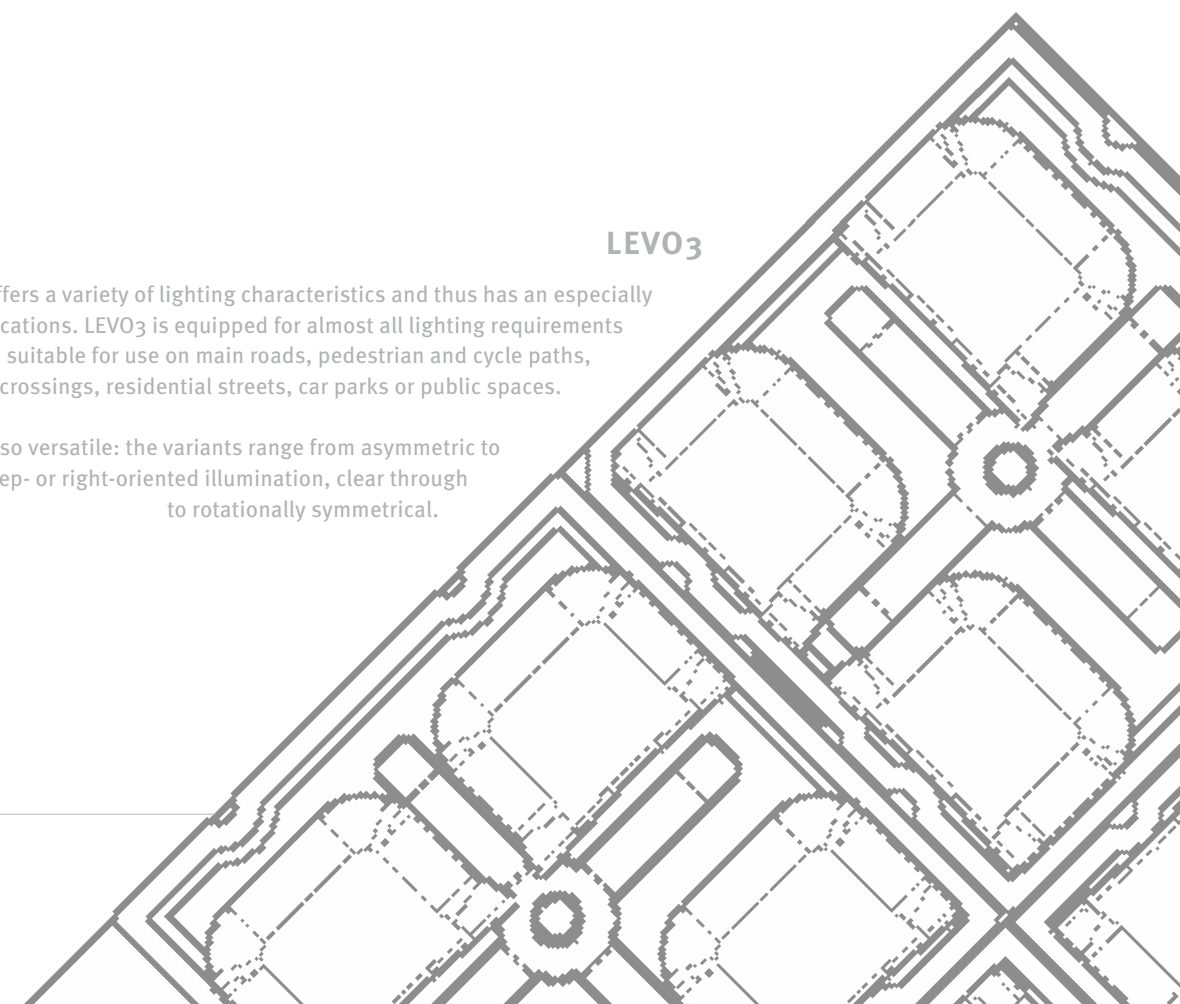 LEVO3
ffers a variety of lighting characteristics and thus has an especially
ications. LEVO3 is equipped for almost all lighting requirements
suitable for use on main roads, pedestrian and cycle paths,
crossings, residential streets, car parks or public spaces.
so versatile: the variants range from asymmetric to
ep- or right-oriented illumination, clear through
to rotationally symmetrical.